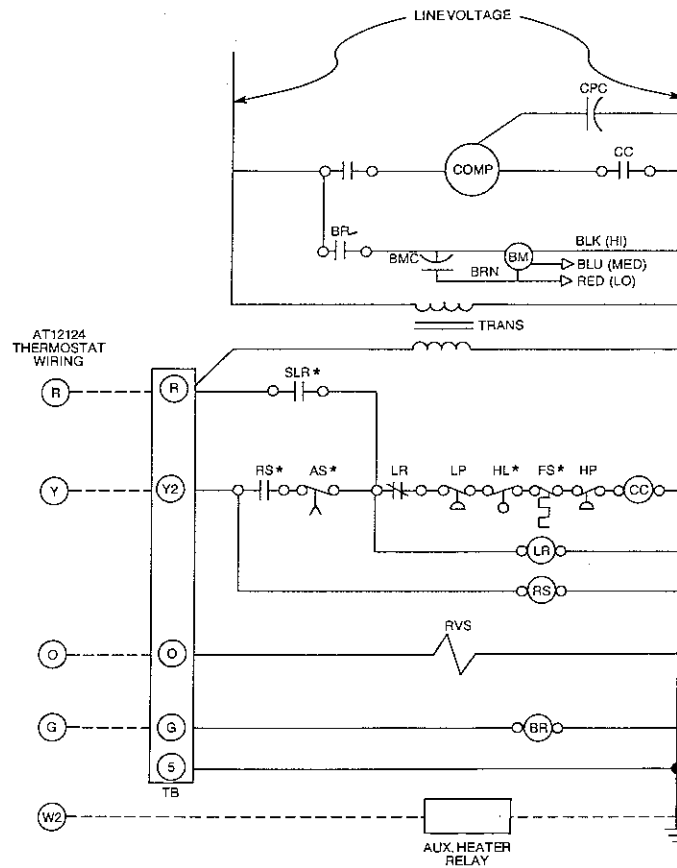 LINE VOLTAGE
CPC
CC
COMP
BR
BLK (HI)
BMC
BM
BLU (MED)
BRN
RED (LO)
AT12124
THERMOSTAT
WIRING
TRANS
R
R
SLR*
RS*
AS*
LR
LP
HL*
FS*
HP
Y
Y2
CC
LR
RS
RVS
O
O
G
G
BR
5
TB
W2
AUX. HEATER
RELAY